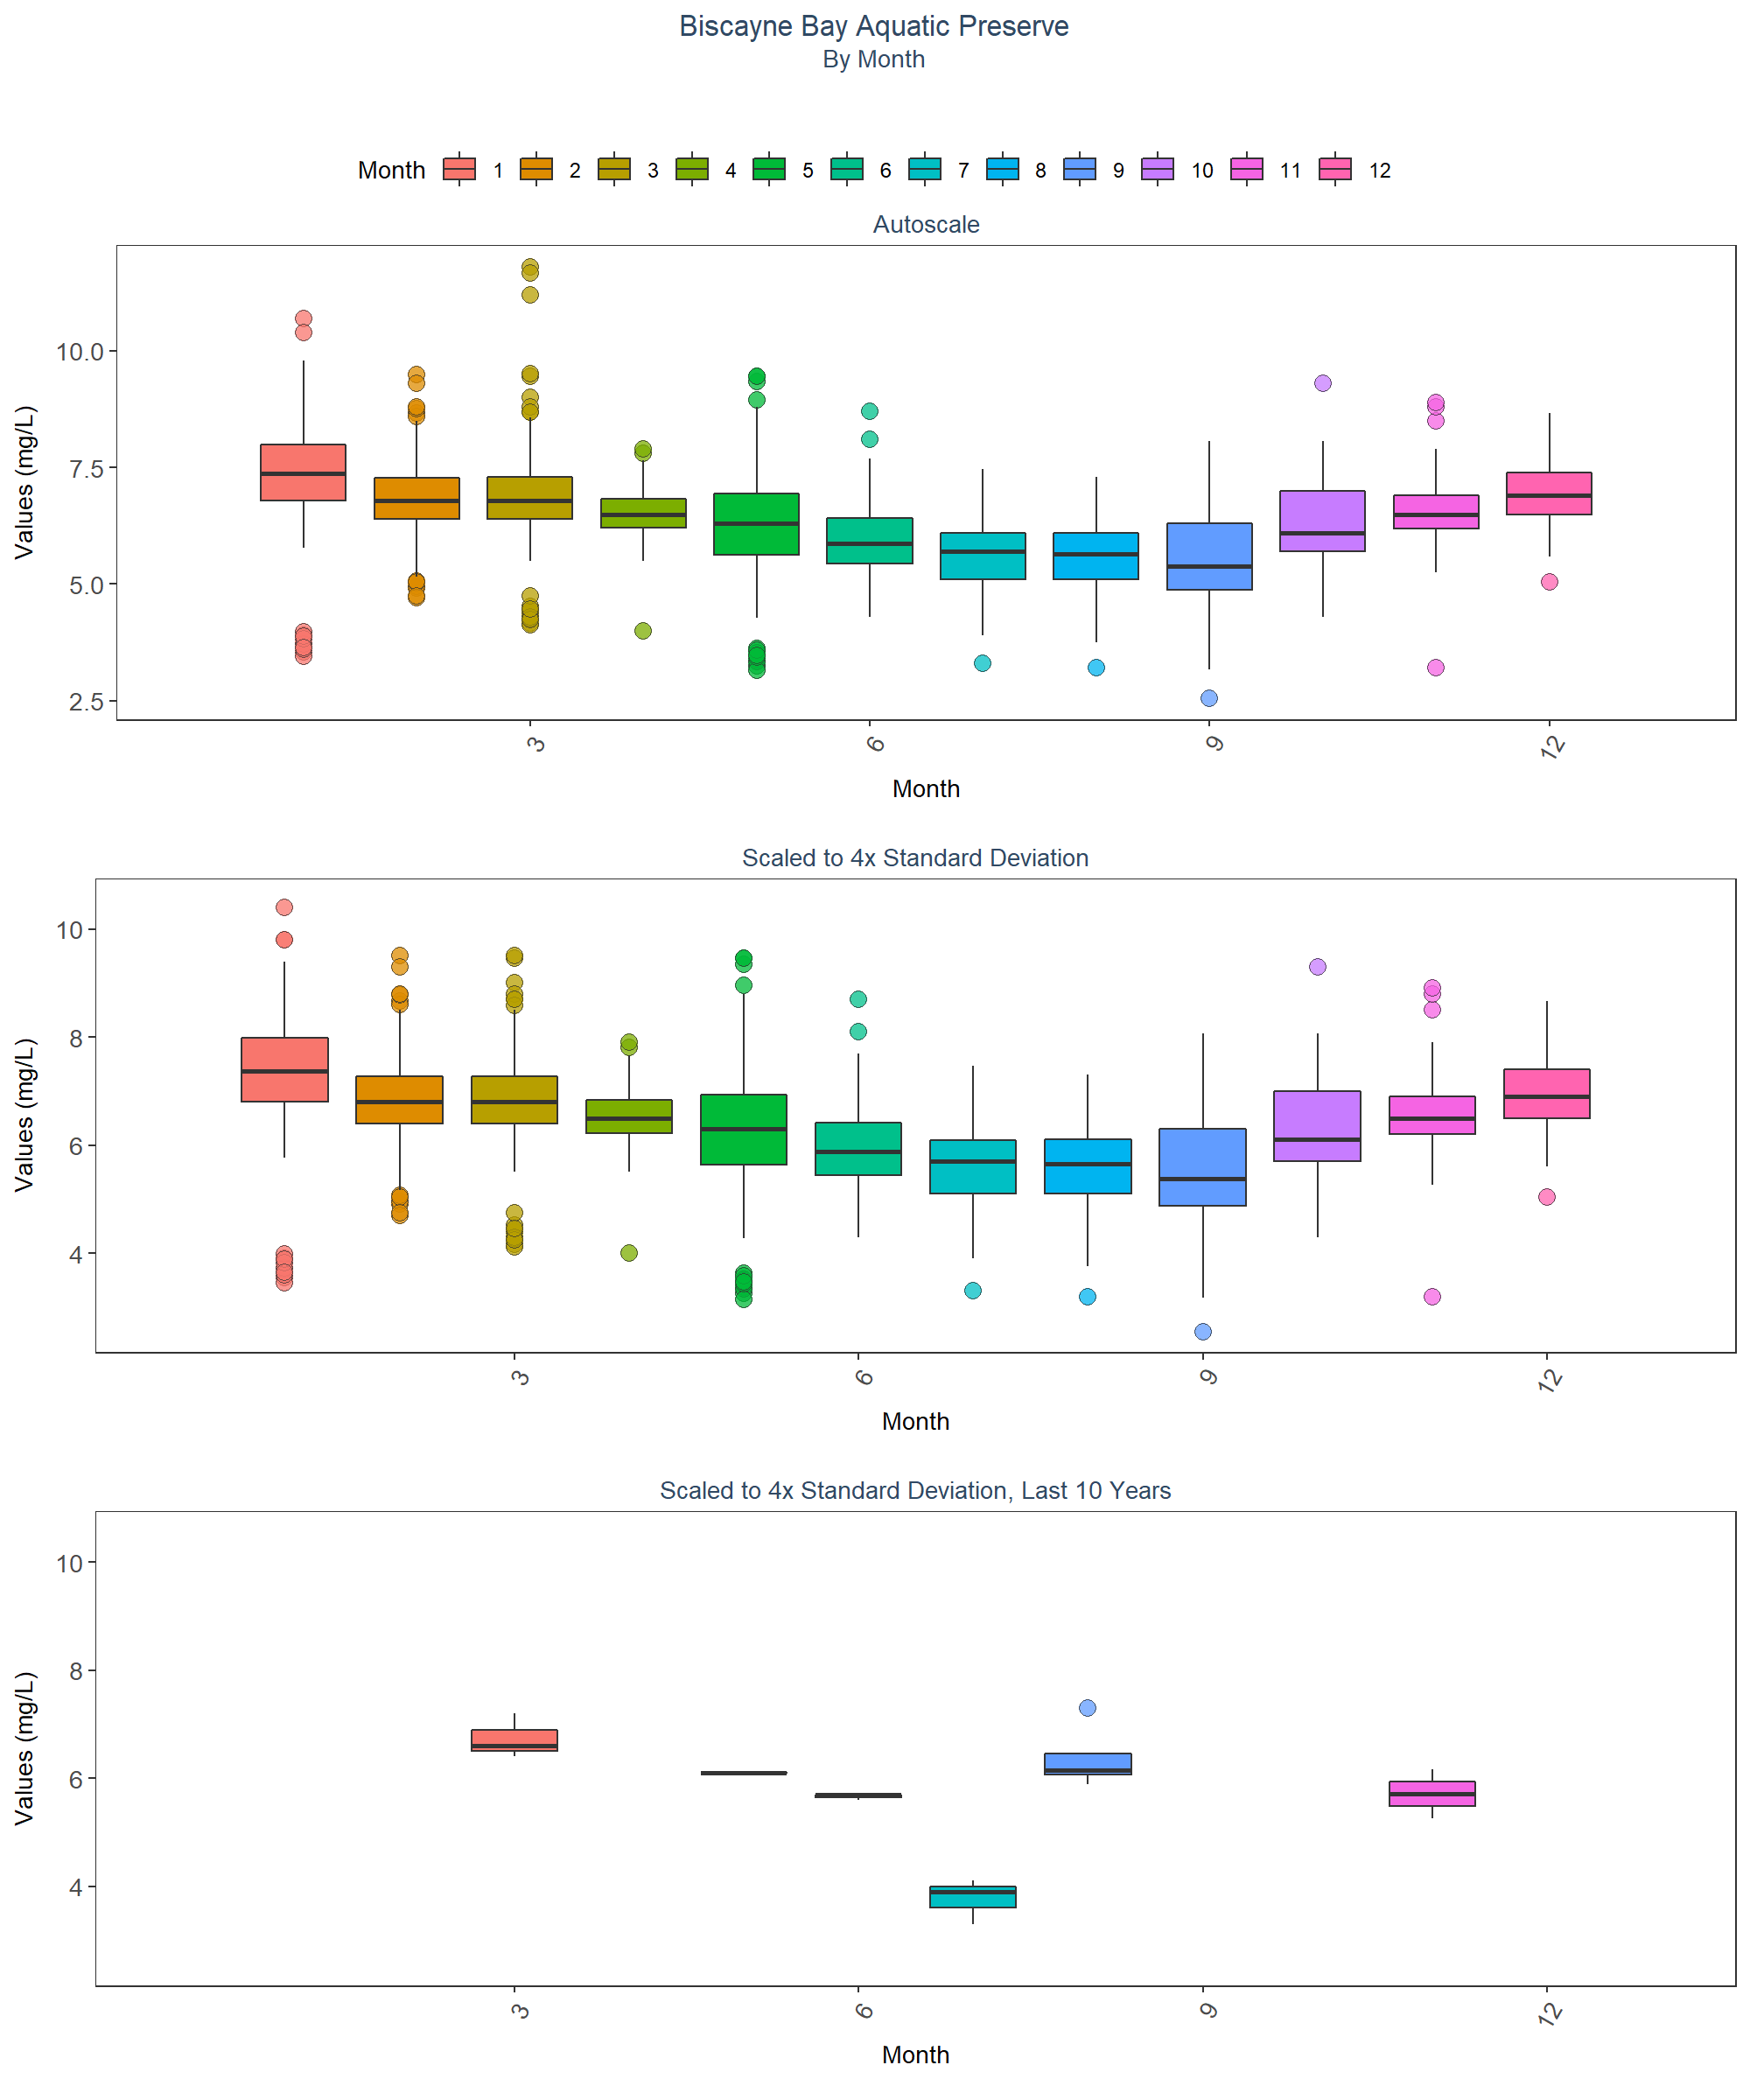 Biscayne Bay Aquatic Preserve
By Month
Month 1 2 3 4 5 6 7 8 9 10 11 12
Autoscale
Values (mg/L)
10.0
7.5
5.0
2.5
3 6 9 12
Month
Scaled to 4x Standard Deviation
Values (mg/L)
10
8
6
4
3 6 9 12
Month
Scaled to 4x Standard Deviation, Last 10 Years
Values (mg/L)
10
8
6
4
3 6 9 12
Month